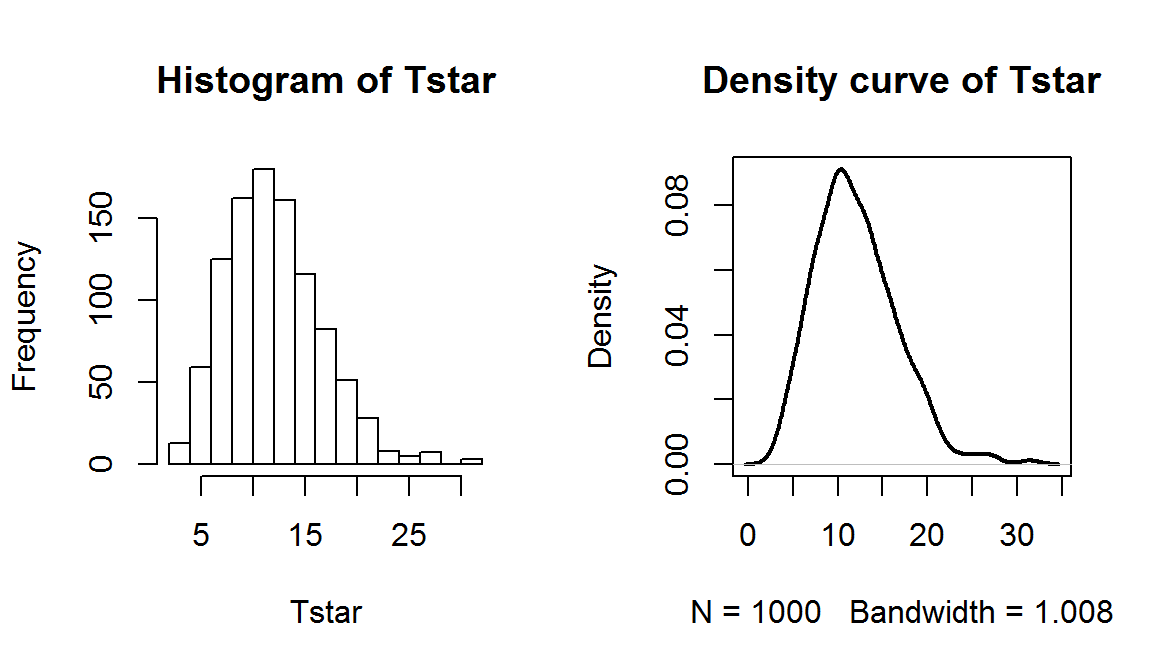 Histogram of Tstar
Frequency
0 50 100 150
5 15 25
Tstar
Density curve of Tstar
Density
0.00 0.04 0.08
0 10 20 30
N = 1000 Bandwidth = 1.008